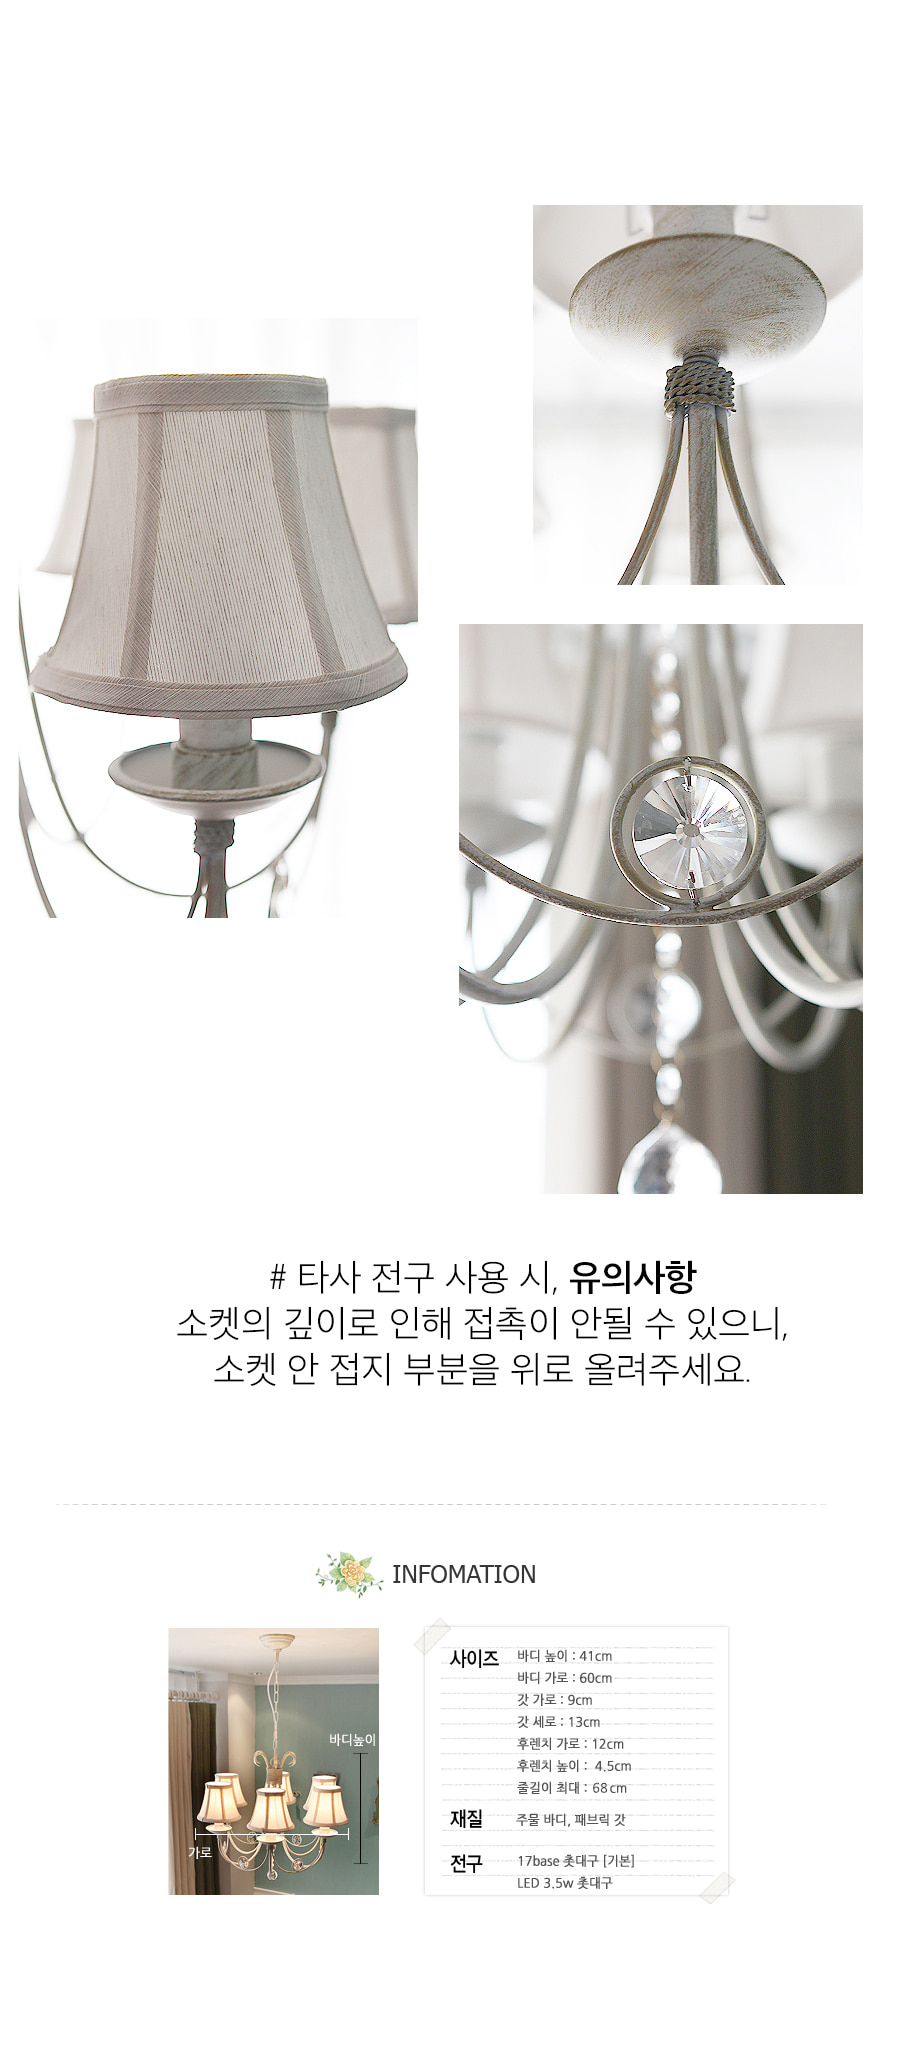 # 타사 전구 사용 시, 유의사항
소켓의 깊이로 인해 접촉이 안될 수 있으니,
소켓 안 접지 부분을 위로 올려주세요.
INFOMATION
바디높이
가로
사이즈 바디 높이 : 41cm
바디 가로 : 60cm
갓 가로 : 9cm
갓 세로 : 13cm
후렌치 가로 : 12cm
후렌치 높이 : 4.5cm
줄길이 최대 : 68cm
재질 주물 바디, 패브릭 갓
전구 17base 촛대구 [기본]
LED 3.5w 촛대구